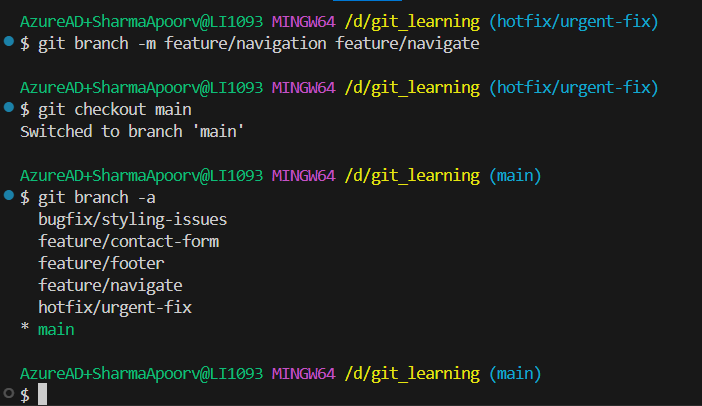 AzureAD+SharmaApoorv@LI1093 MINGW64 /d/git_learning (hotfix/urgent-fix)
$ git branch -m feature/navigation feature/navigate
AzureAD+SharmaApoorv@LI1093 MINGW64 /d/git_learning (hotfix/urgent-fix)
$ git checkout main
Switched to branch 'main'
AzureAD+SharmaApoorv@LI1093 MINGW64 /d/git_learning (main)
$ git branch -a
  bugfix/styling-issues
  feature/contact-form
  feature/footer
  feature/navigate
  hotfix/urgent-fix
* main
AzureAD+SharmaApoorv@LI1093 MINGW64 /d/git_learning (main)
$